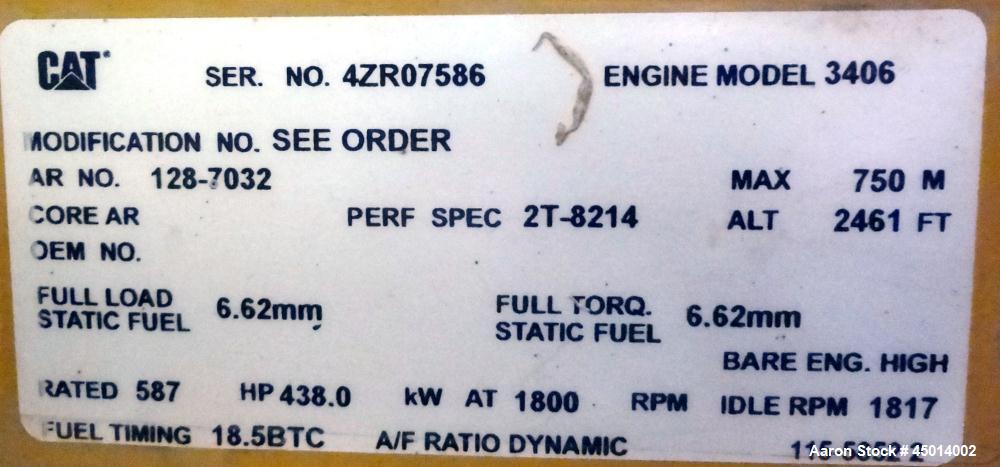 CAT SER. NO. 4ZR07586 ENGINE MODEL 3406
MODIFICATION NO. SEE ORDER
AR NO. 128-7032 MAX 750 M
CORE AR PERF SPEC 2T-8214 ALT 2461 FT
OEM NO.
FULL LOAD STATIC FUEL 6.62mm FULL TORQ. STATIC FUEL 6.62mm
BARE ENG. HIGH
RATED 587 HP 438.0 kW AT 1800 RPM IDLE RPM 1817
FUEL TIMING 18.5BTC A/F RATIO DYNAMIC
Aaron Stock # 45014002